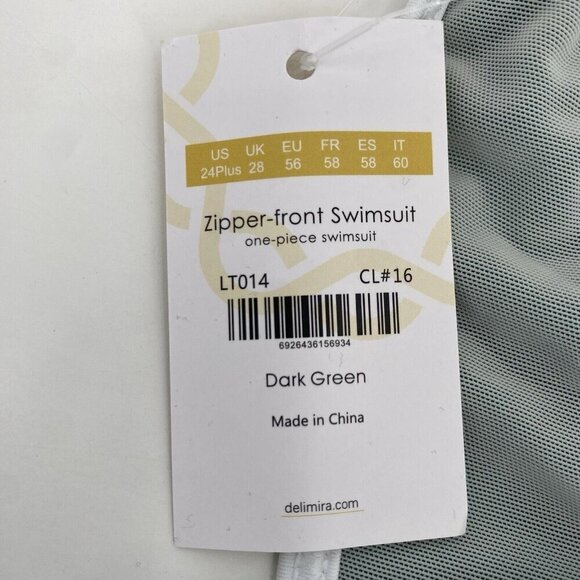 US UK EU FR ES IT
24Plus 28 56 58 58 60
Zipper-front Swimsuit
one-piece swimsuit
LT014 CL#16
6926436156934
Dark Green
Made in China
delimira.com